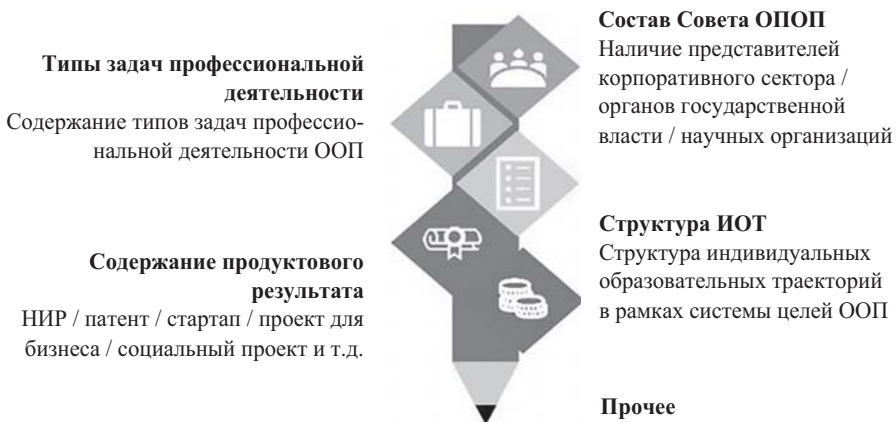 Состав Совета ОПОП
Наличие представителей
корпоративного сектора /
органов государственной
власти / научных организаций
Типы задач профессиональной
деятельности
Содержание типов задач профессио-
нальной деятельности ООП
Структура ИОТ
Структура индивидуальных
образовательных траекторий
в рамках системы целей ООП
Содержание продуктового
результата
НИР / патент / стартап / проект для
бизнеса / социальный проект и т.д.
Прочее